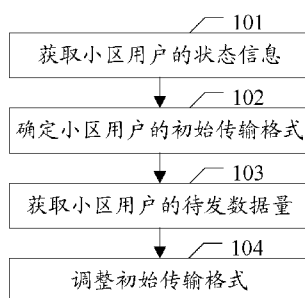 101
获取小区用户的状态信息
102
确定小区用户的初始传输格式
103
获取小区用户的待发数据量
104
调整初始传输格式